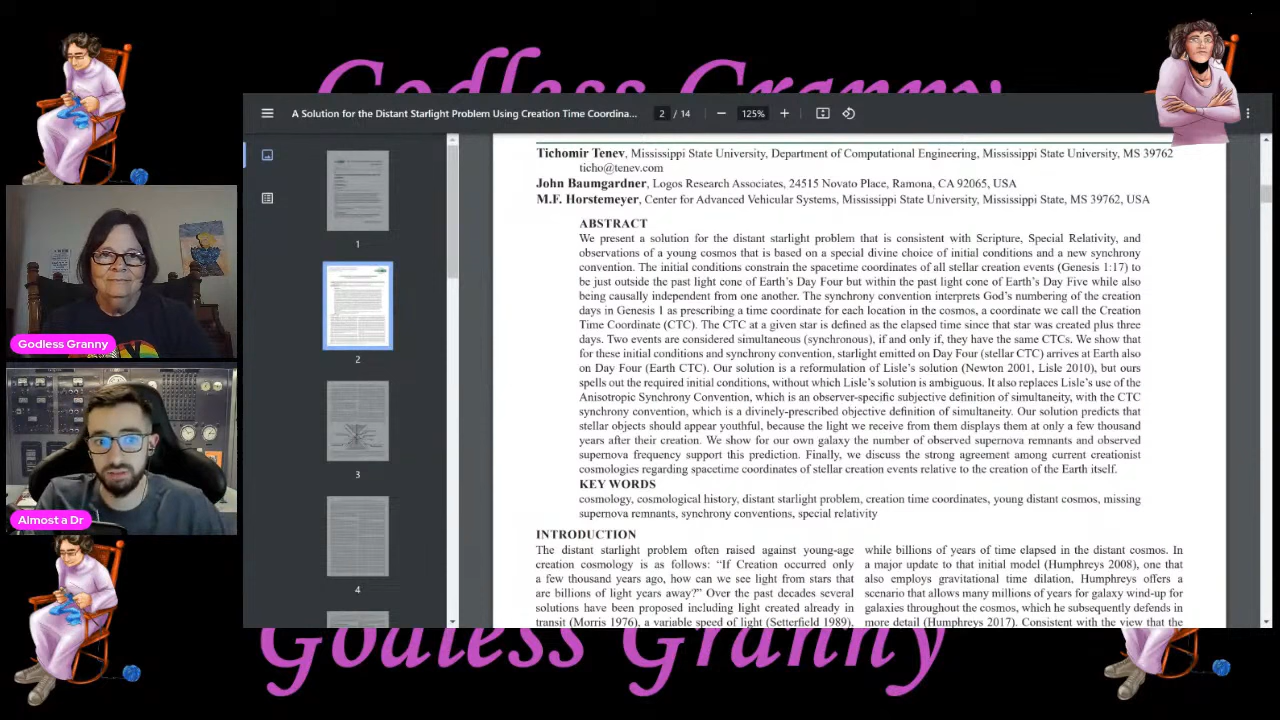 Godless Granny
A Solution for the Distant Starlight Problem Using Creation Time Coordina...
2 / 14
125%
Tichomir Tenev, Mississippi State University, Department of Computational Engineering, Mississippi State University, MS 39762
ticho@tenev.com
John Baumgardner, Logos Research Associates, 24515 Novato Place, Ramona, CA 92065, USA
M.F. Horstemeyer, Center for Advanced Vehicular Systems, Mississippi State University, Mississippi State, MS 39762, USA
ABSTRACT
We present a solution for the distant starlight problem that is consistent with Scripture, Special Relativity, and
observations of a young cosmos that is based on a special divine choice of initial conditions and a new synchrony
convention. The initial conditions constrain the spacetime coordinates of all stellar creation events (Genesis 1:17) to
be just outside the past light cone of Earth's Day Four but within the past light cone of Earth's Day Five while also
being causally independent from one another. The synchrony convention interprets God's numbering of the creation
days in Genesis 1 as prescribing a time coordinate for each location in the cosmos, a coordinate we call the Creation
Time Coordinate (CTC). The CTC at a given star is defined as the elapsed time since that star was created plus three
days. Two events are considered simultaneous (synchronous), if and only if, they have the same CTCs. We show that
for these initial conditions and synchrony convention, starlight emitted on Day Four (stellar CTC) arrives at Earth also
on Day Four (Earth CTC). Our solution is a reformulation of Lisle's solution (Newton 2001, Lisle 2010), but ours
spells out the required initial conditions, without which Lisle's solution is ambiguous. It also replaces Lisle's use of the
Anisotropic Synchrony Convention, which is an observer-specific subjective definition of simultaneity, with the CTC
synchrony convention, which is a divinely-prescribed objective definition of simultaneity. Our solution predicts that
stellar objects should appear youthful, because the light we receive from them displays them at only a few thousand
years after their creation. We show for our own galaxy the number of observed supernova remnants and observed
supernova frequency support this prediction. Finally, we discuss the strong agreement among current creationist
cosmologies regarding spacetime coordinates of stellar creation events relative to the creation of the Earth itself.
KEY WORDS
cosmology, cosmological history, distant starlight problem, creation time coordinates, young distant cosmos, missing
supernova remnants, synchrony conventions, special relativity
INTRODUCTION
The distant starlight problem often raised against young-age
creation cosmology is as follows: "If Creation occurred only
a few thousand years ago, how can we see light from stars that
are billions of light years away?" Over the past decades several
solutions have been proposed including light created already in
transit (Morris 1976), a variable speed of light (Setterfield 1989),
while billions of years of time elapsed in the distant cosmos. In
a major update to that initial model (Humphreys 2008), one that
also employs gravitational time dilation, Humphreys offers a
scenario that allows many millions of years for galaxy wind-up for
galaxies throughout the cosmos, which he subsequently defends in
more detail (Humphreys 2017). Consistent with the view that the
1
2
3
4
Godless Granny
Almost a Dr
Godless Granny